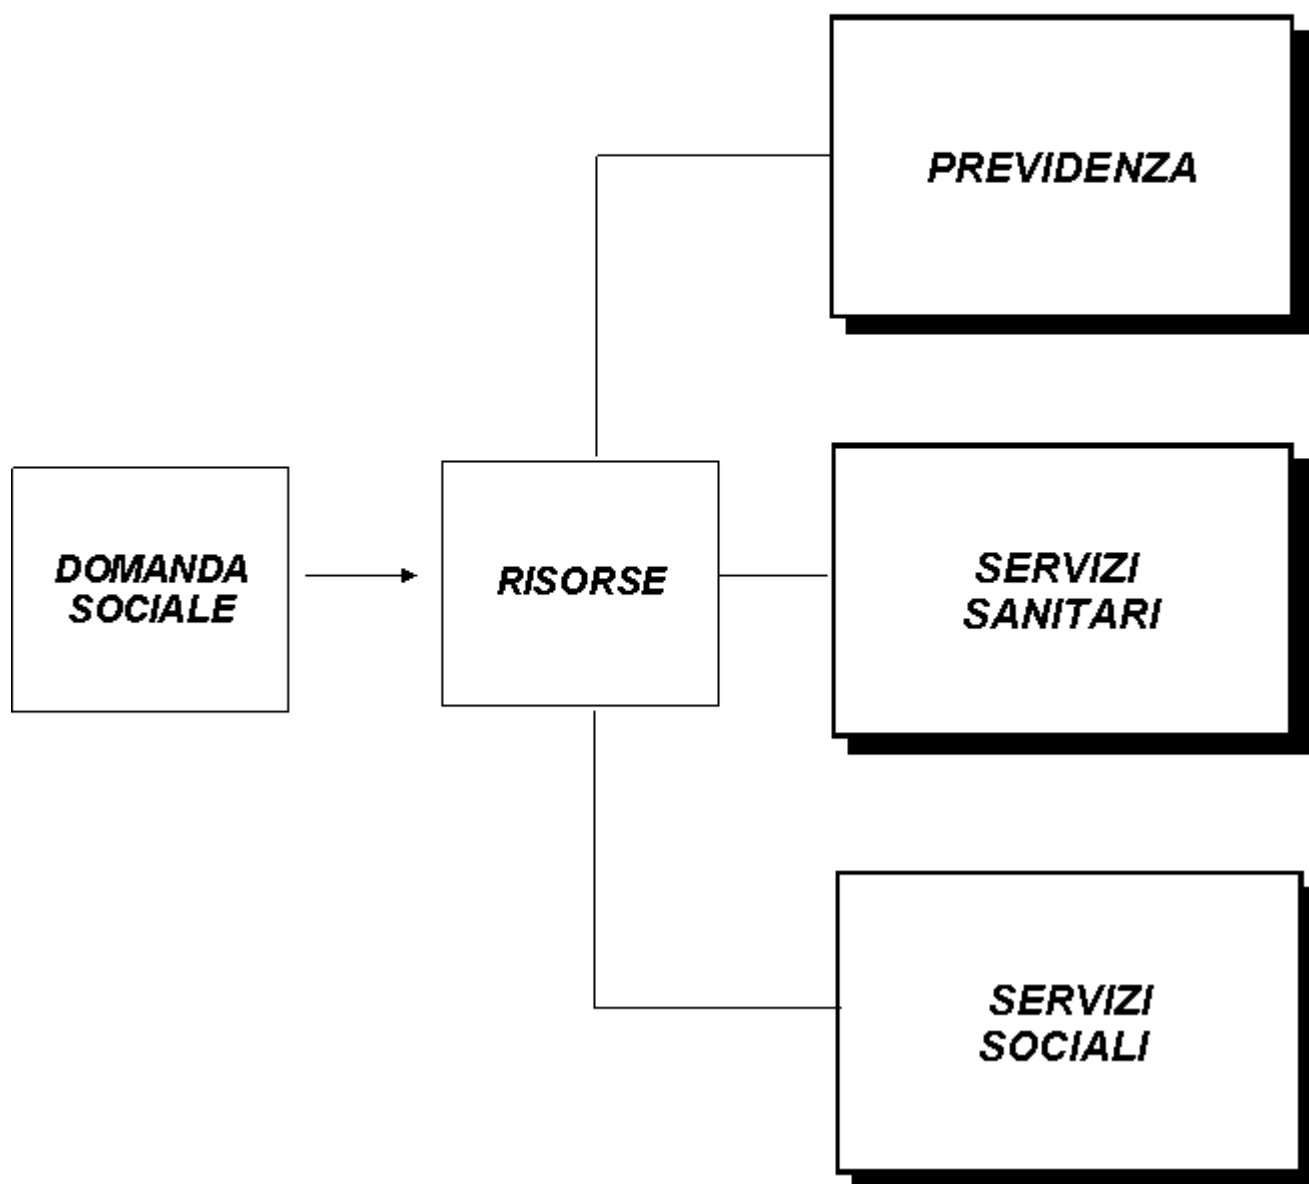 PREVIDENZA
DOMANDA
SOCIALE
RISORSE
SERVIZI
SANITARI
SERVIZI
SOCIALI